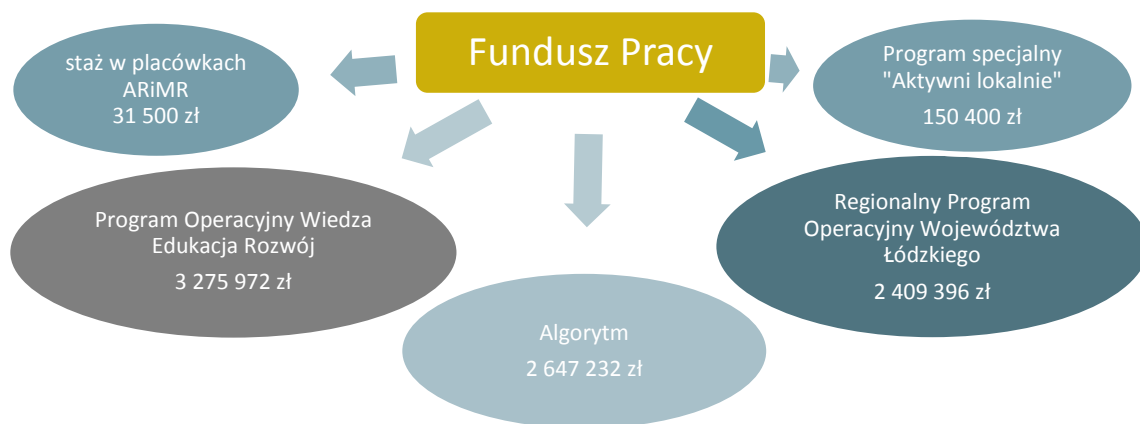 Fundusz Pracy
staż w placówkach
ARiMR
31 500 zł
Program specjalny
"Aktywni lokalnie"
150 400 zł
Program Operacyjny Wiedza
Edukacja Rozwój
3 275 972 zł
Regionalny Program
Operacyjny Województwa
Łódzkiego
2 409 396 zł
Algorytm
2 647 232 zł